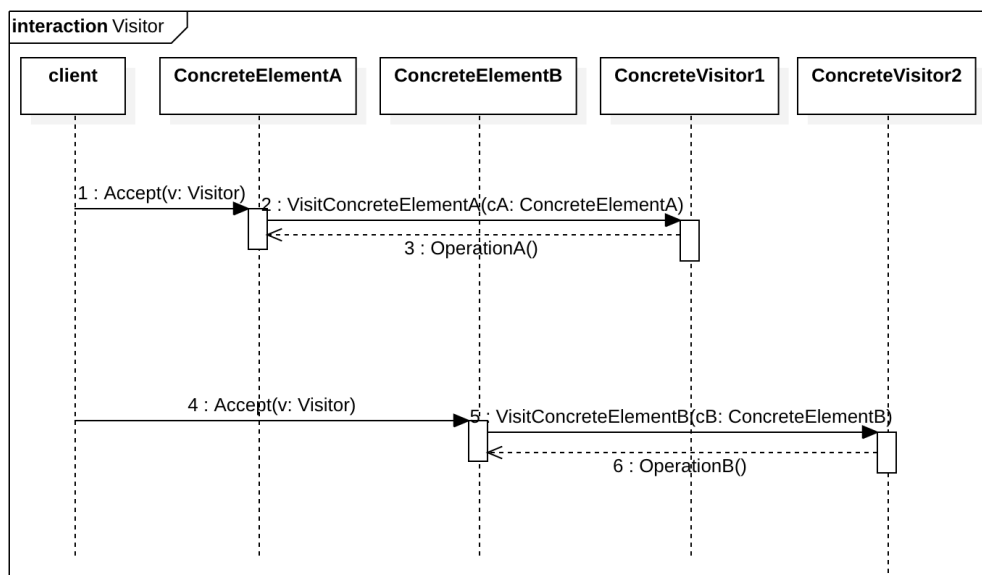 interaction Visitor
client
ConcreteElementA
ConcreteElementB
ConcreteVisitor1
ConcreteVisitor2
1 : Accept(v: Visitor)
2 : VisitConcreteElementA(cA: ConcreteElementA)
3 : OperationA()
4 : Accept(v: Visitor)
5 : VisitConcreteElementB(cB: ConcreteElementB)
6 : OperationB()